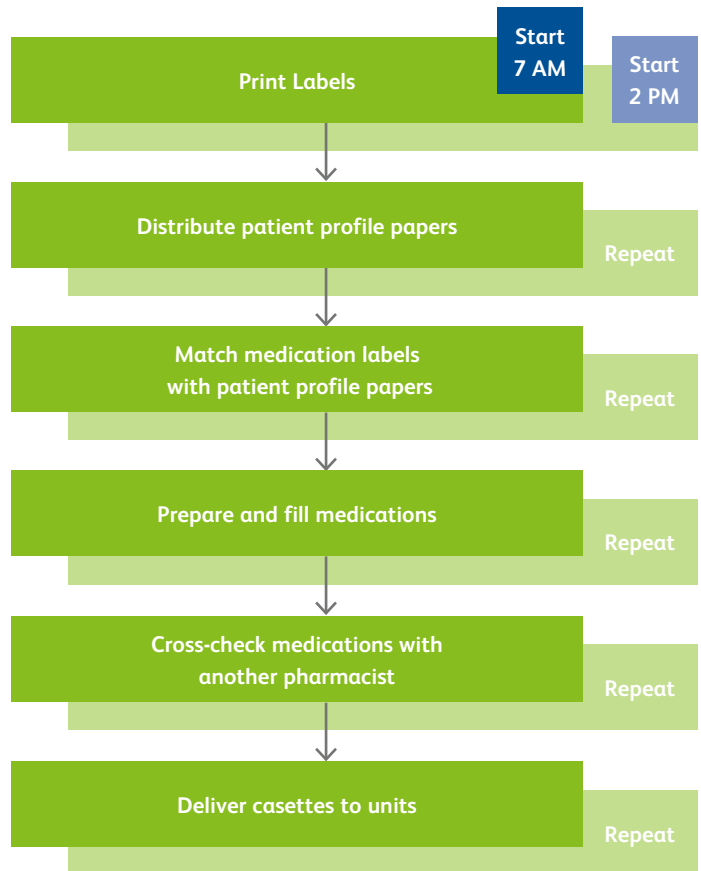 Start
7 AM
Start
2 PM
Print Labels
Distribute patient profile papers
Repeat
Match medication labels
with patient profile papers
Repeat
Prepare and fill medications
Repeat
Cross-check medications with
another pharmacist
Repeat
Deliver casettes to units
Repeat